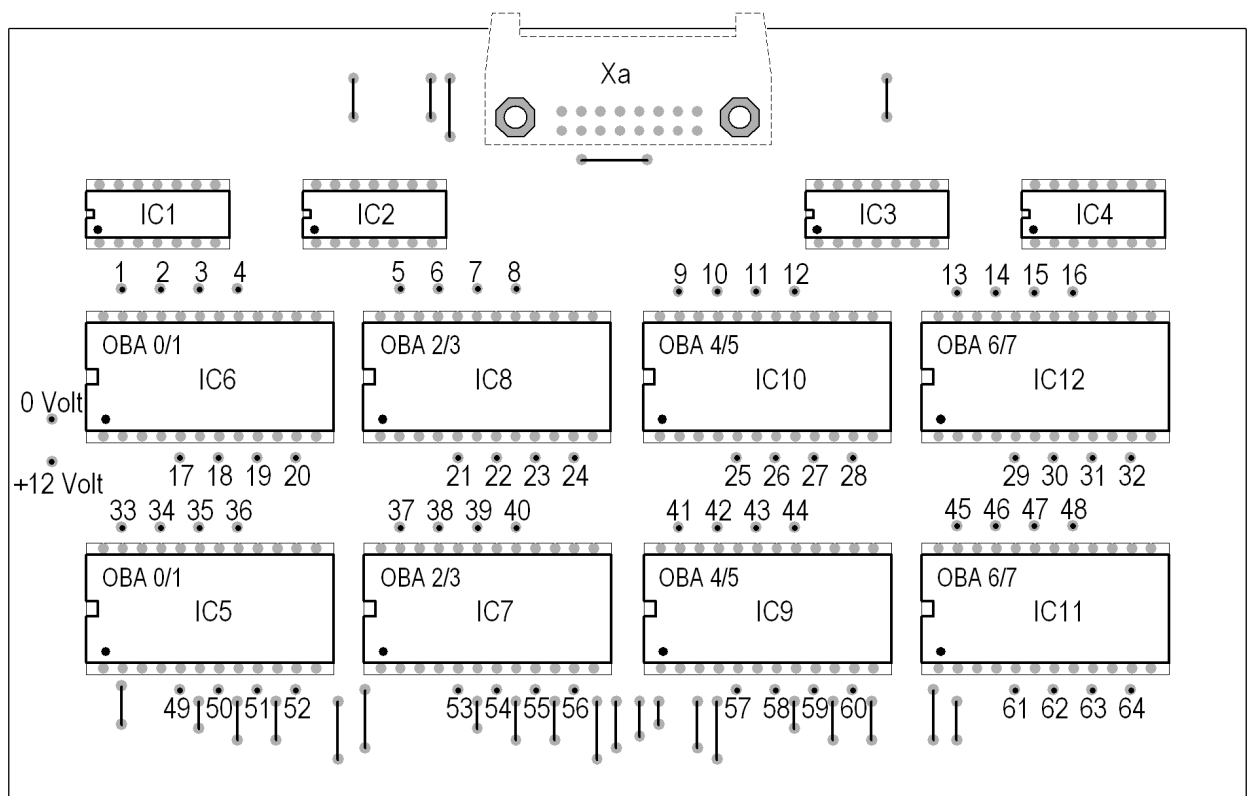 Xa
IC1 IC2 IC3 IC4
1 2 3 4 5 6 7 8 9 10 11 12 13 14 15 16
OBA 0/1 OBA 2/3 OBA 4/5 OBA 6/7
IC6 IC8 IC10 IC12
0 Volt
+12 Volt
17 18 19 20 21 22 23 24 25 26 27 28 29 30 31 32
33 34 35 36 37 38 39 40 41 42 43 44 45 46 47 48
OBA 0/1 OBA 2/3 OBA 4/5 OBA 6/7
IC5 IC7 IC9 IC11
49 50 51 52 53 54 55 56 57 58 59 60 61 62 63 64